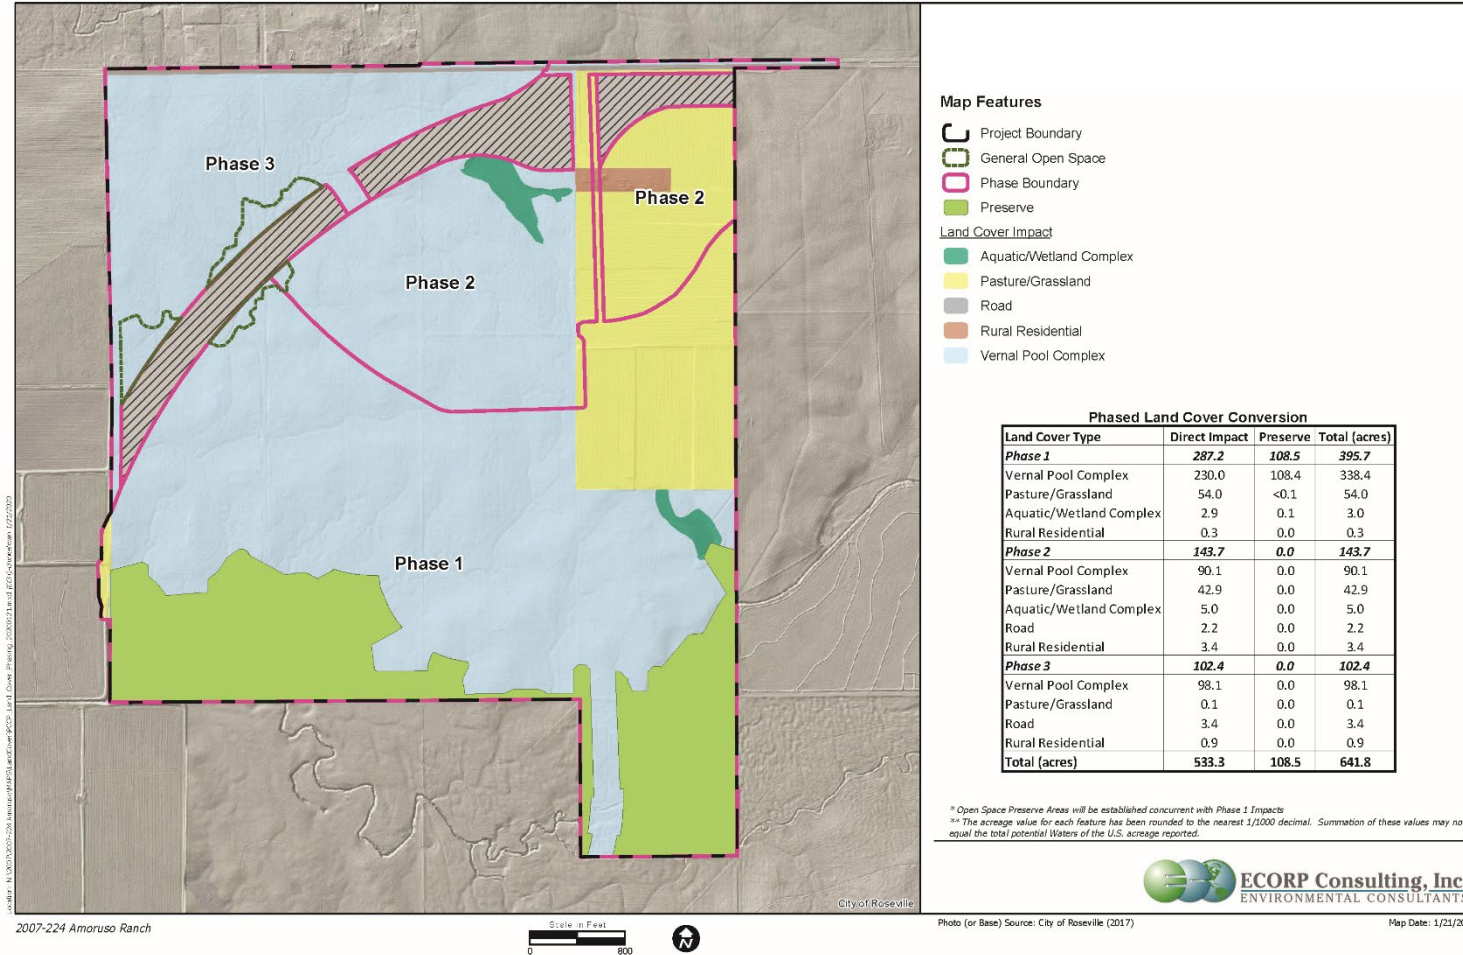 Phase 3
Phase 2
Phase 2
Phase 1
City of Roseville
Map Features
Project Boundary
General Open Space
Phase Boundary
Preserve
Land Cover Impact
Aquatic/Wetland Complex
Pasture/Grassland
Road
Rural Residential
Vernal Pool Complex
Phased Land Cover Conversion
Land Cover Type Direct Impact Preserve Total (acres)
Phase 1 287.2 108.5 395.7
Vernal Pool Complex 230.0 108.4 338.4
Pasture/Grassland 54.0 <0.1 54.0
Aquatic/Wetland Complex 2.9 0.1 3.0
Rural Residential 0.3 0.0 0.3
Phase 2 143.7 0.0 143.7
Vernal Pool Complex 90.1 0.0 90.1
Pasture/Grassland 42.9 0.0 42.9
Aquatic/Wetland Complex 5.0 0.0 5.0
Road 2.2 0.0 2.2
Rural Residential 3.4 0.0 3.4
Phase 3 102.4 0.0 102.4
Vernal Pool Complex 98.1 0.0 98.1
Pasture/Grassland 0.1 0.0 0.1
Road 3.4 0.0 3.4
Rural Residential 0.9 0.0 0.9
Total (acres) 533.3 108.5 641.8
* Open Space Preserve Areas will be established concurrent with Phase 1 Impacts
** The acreage value for each feature has been rounded to the nearest 1/1000 decimal. Summation of these values may no
equal the total potential Waters of the U.S. acreage reported.
ECORP Consulting, Inc
ENVIRONMENTAL CONSULTANTS
2007-224 Amoruso Ranch
Scale in Feet
0 800
N
Photo (or Base) Source: City of Roseville (2017)
Map Date: 1/21/20